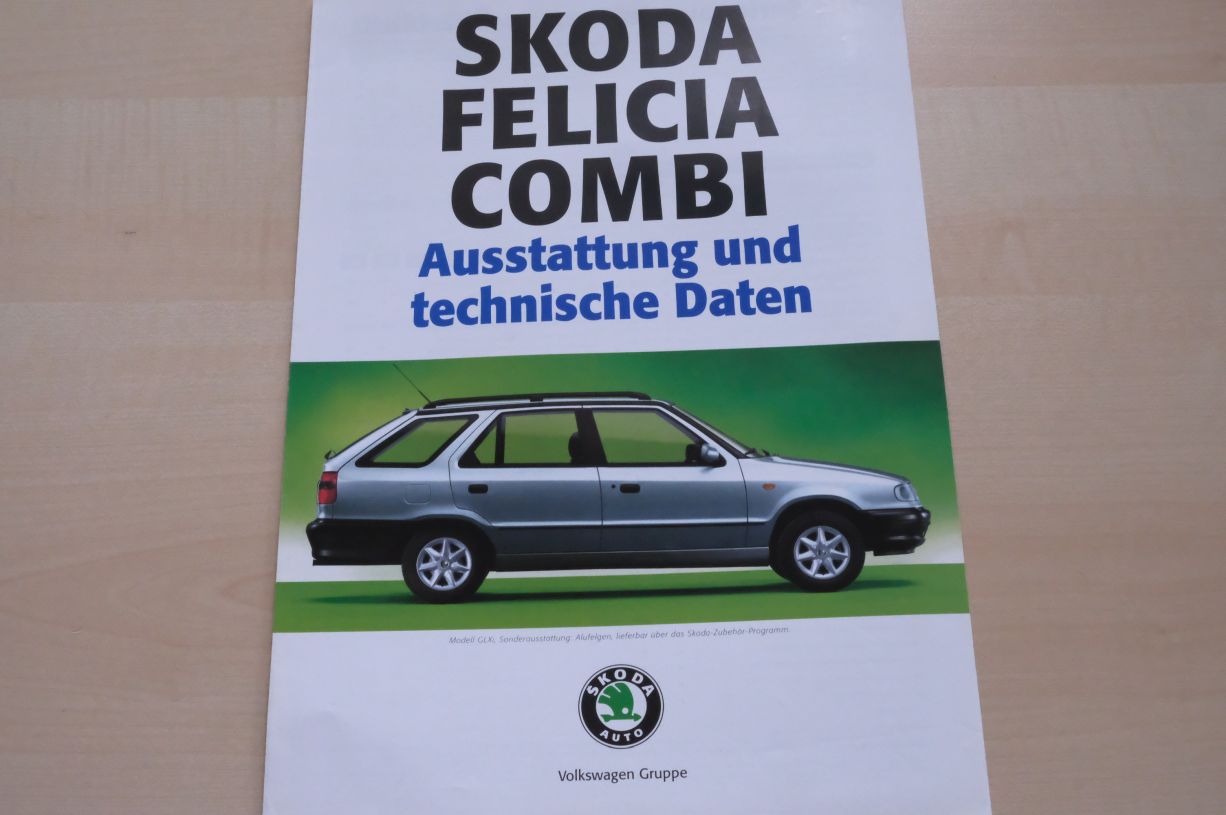 SKODA
FELICIA
COMBI
Ausstattung und
technische Daten
Modell GLXi, Sonderausstattung: Alufelgen, lieferbar über das Skoda-Zubehör-Programm.
SKODA
AUTO
Volkswagen Gruppe